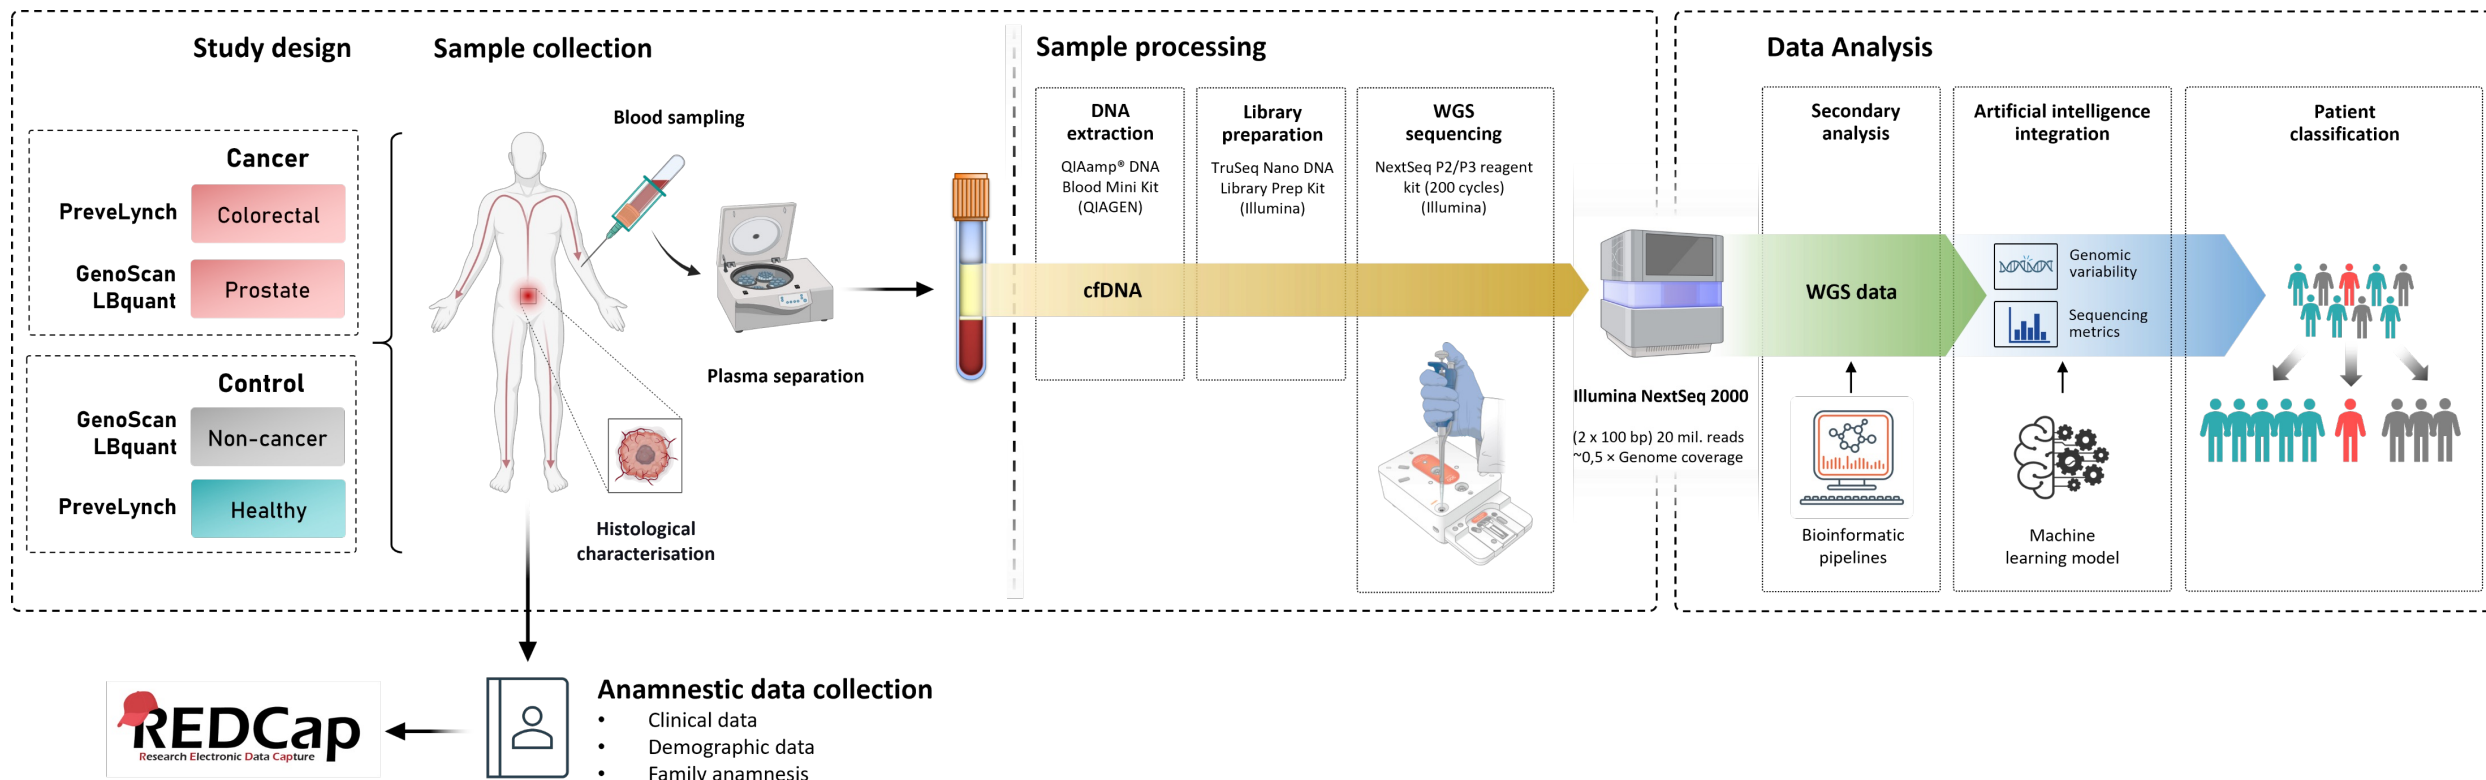 Study design
Sample collection
Sample processing
Data Analysis
Cancer
PreveLynch
Colorectal
GenoScan
LBquant
Prostate
Control
GenoScan
LBquant
Non-cancer
PreveLynch
Healthy
Blood sampling
Plasma separation
Histological
characterisation
DNA
extraction
QIAamp® DNA
Blood Mini Kit
(QIAGEN)
Library
preparation
TruSeq Nano DNA
Library Prep Kit
(Illumina)
WGS
sequencing
NextSeq P2/P3 reagent
kit (200 cycles)
(Illumina)
cfDNA
Illumina NextSeq 2000
(2 x 100 bp) 20 mil. reads
~0,5 × Genome coverage
Secondary
analysis
WGS data
Bioinformatic
pipelines
Artificial intelligence
integration
Genomic
variability
Sequencing
metrics
Machine
learning model
Patient
classification
REDCap
Research Electronic Data Capture
Anamnestic data collection
• Clinical data
• Demographic data
• Family anamnesis